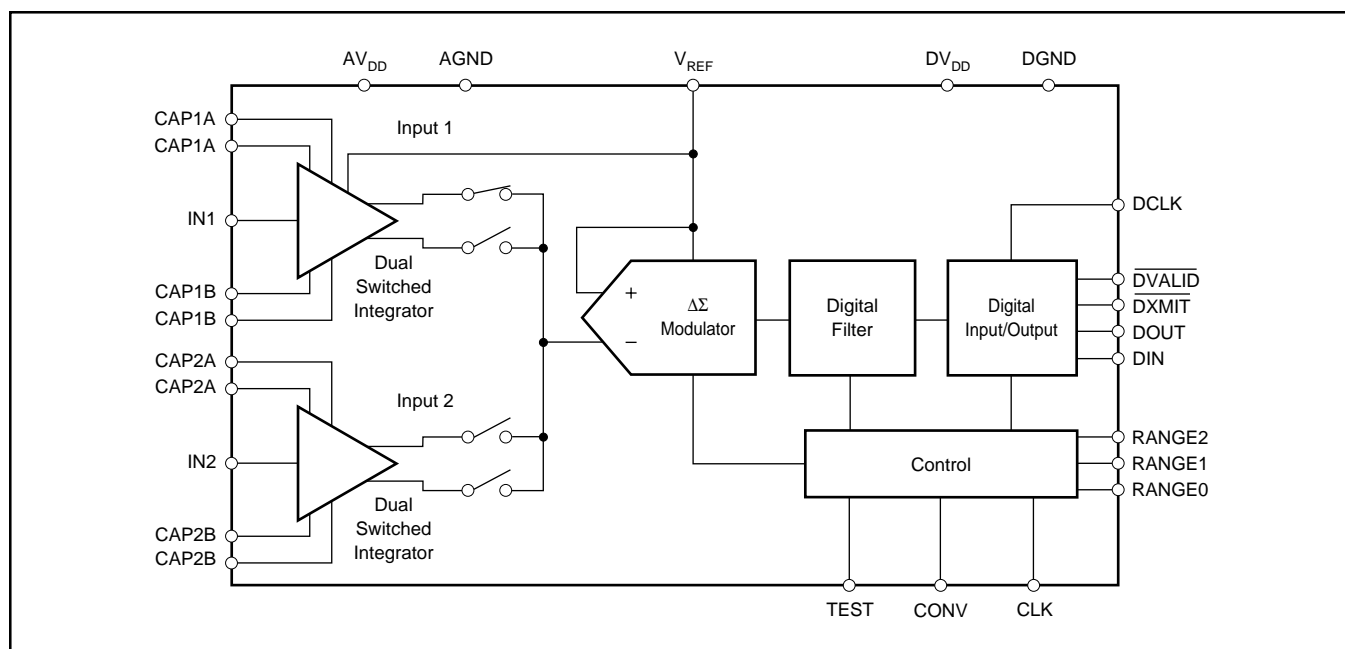 AVDD
AGND
VREF
DVDD
DGND
CAP1A
CAP1A
Input 1
IN1
DCLK
Dual
Switched
Integrator
CAP1B
CAP1B
+
−
ΔΣ
Modulator
Digital
Filter
Digital
Input/Output
DVALID
DXMIT
DOUT
DIN
CAP2A
CAP2A
Input 2
IN2
Dual
Switched
Integrator
CAP2B
CAP2B
Control
RANGE2
RANGE1
RANGE0
TEST
CONV
CLK